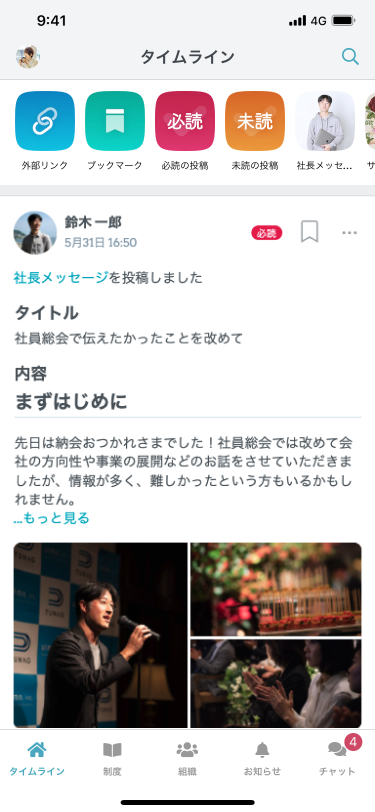 9:41
4G
タイムライン
必読
未読
外部リンク
ブックマーク
必読の投稿
未読の投稿
社長メッセ...
サ
鈴木 一郎
5月31日 16:50
必読
社長メッセージを投稿しました
タイトル
社員総会で伝えたかったことを改めて
内容
まずはじめに
先日は納会おつかれさまでした！社員総会では改めて会
社の方向性や事業の展開などのお話をさせていただきま
したが、情報が多く、難しかったという方もいるかもし
れません。
...もっと見る
TUNAG
4
タイムライン
制度
組織
お知らせ
チャット